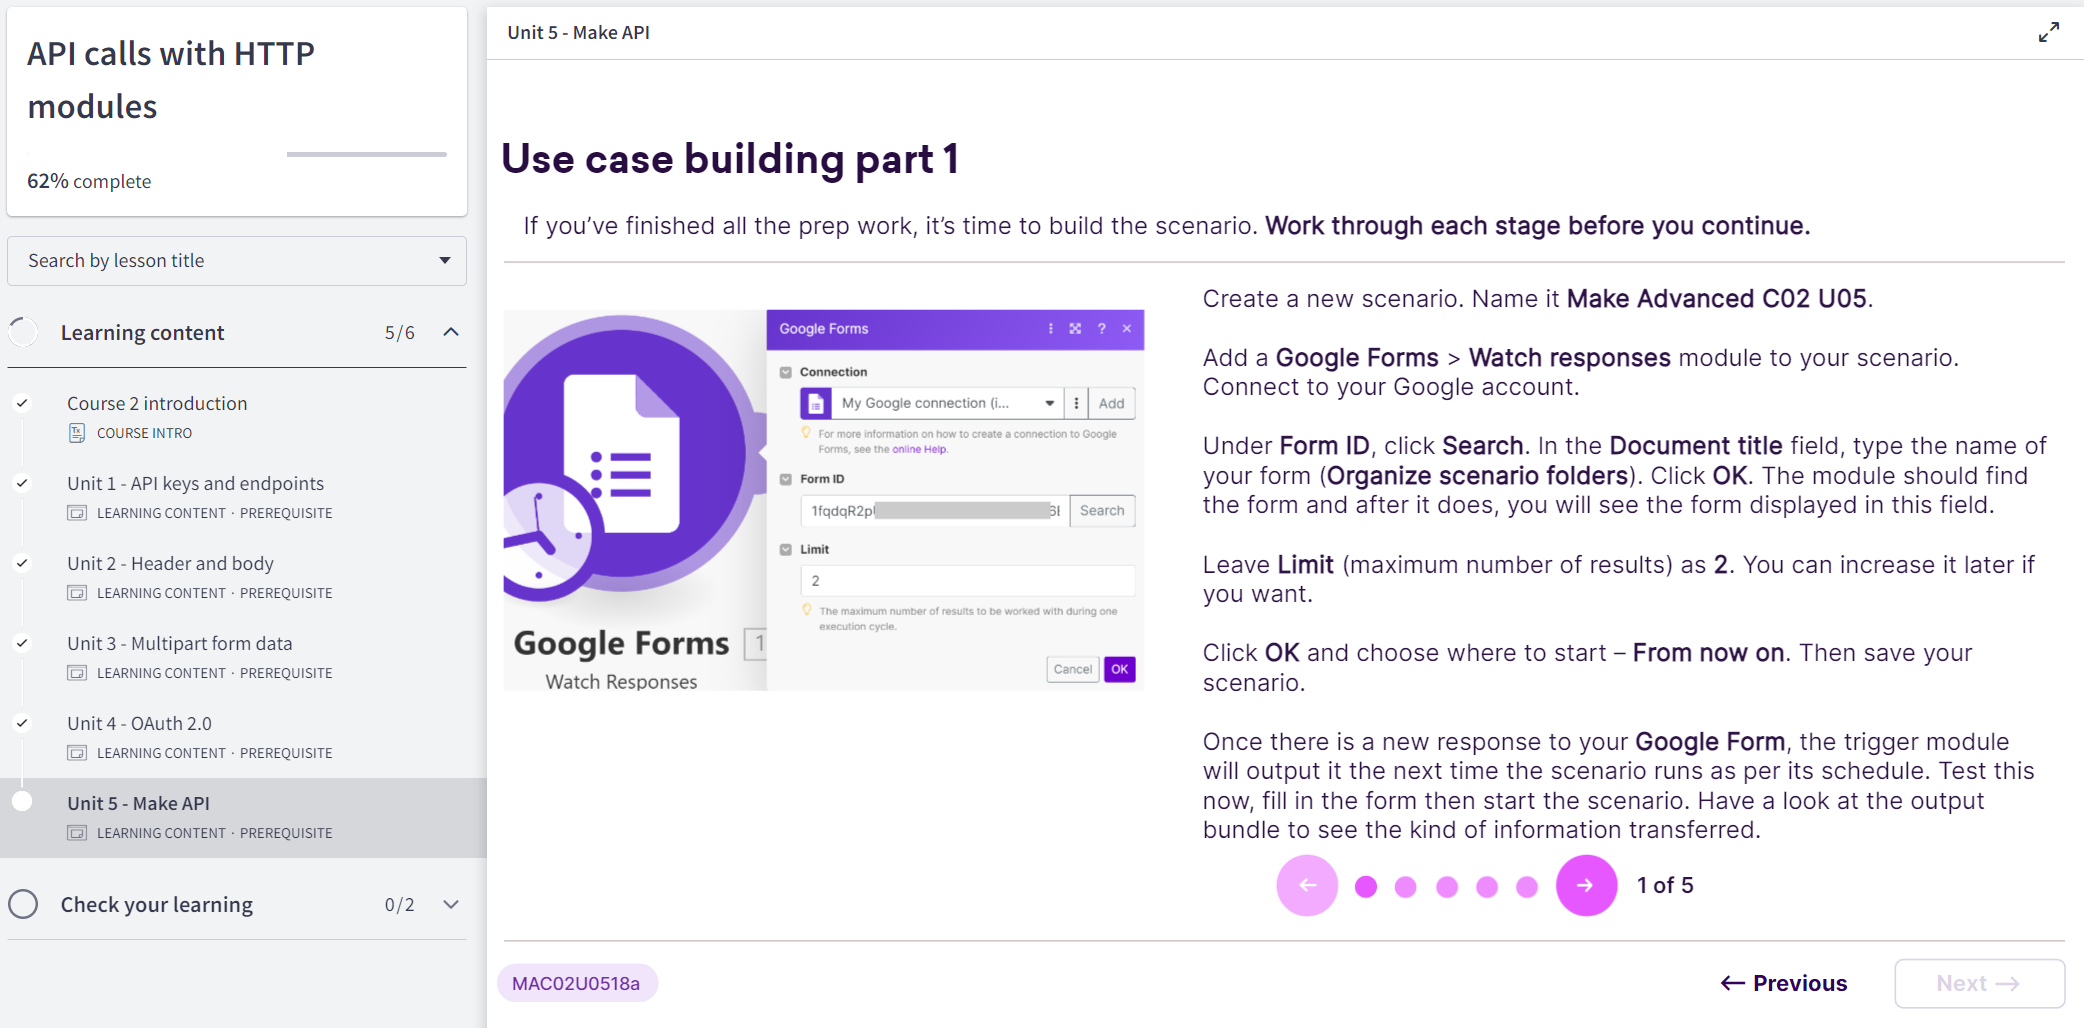 API calls with HTTP
modules
62% complete
Search by lesson title
Learning content 5/6
Course 2 introduction
COURSE INTRO
Unit 1 - API keys and endpoints
LEARNING CONTENT · PREREQUISITE
Unit 2 - Header and body
LEARNING CONTENT · PREREQUISITE
Unit 3 - Multipart form data
LEARNING CONTENT · PREREQUISITE
Unit 4 - OAuth 2.0
LEARNING CONTENT · PREREQUISITE
Unit 5 - Make API
LEARNING CONTENT · PREREQUISITE
Check your learning 0/2
Unit 5 - Make API
Use case building part 1
If you’ve finished all the prep work, it’s time to build the scenario. Work through each stage before you continue.
Google Forms
Watch Responses
1
Google Forms ?
Connection
My Google connection (i... Add
For more information on how to create a connection to Google
Forms, see the online Help.
Form ID
Search
Limit
2
The maximum number of results to be worked with during one
execution cycle.
Cancel OK
Create a new scenario. Name it Make Advanced C02 U05.
Add a Google Forms > Watch responses module to your scenario.
Connect to your Google account.
Under Form ID, click Search. In the Document title field, type the name of
your form (Organize scenario folders). Click OK. The module should find
the form and after it does, you will see the form displayed in this field.
Leave Limit (maximum number of results) as 2. You can increase it later if
you want.
Click OK and choose where to start – From now on. Then save your
scenario.
Once there is a new response to your Google Form, the trigger module
will output it the next time the scenario runs as per its schedule. Test this
now, fill in the form then start the scenario. Have a look at the output
bundle to see the kind of information transferred.
← → 1 of 5
MAC02U0518a
← Previous
Next →